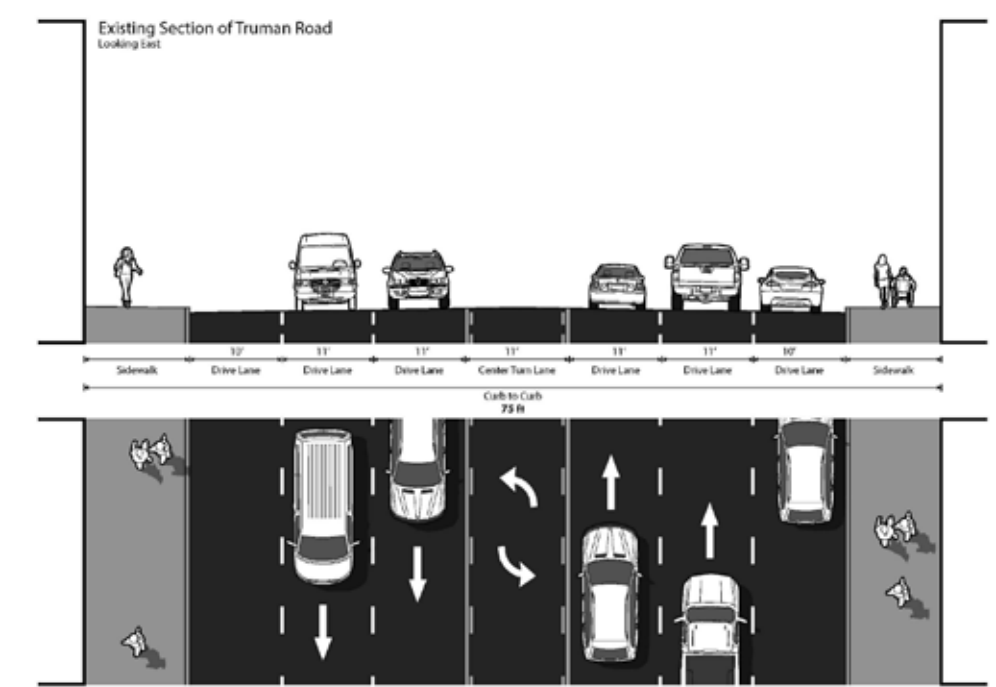 Existing Section of Truman Road
Looking East
10' 11' 11' 11' 11' 11' 10'
Sidewalk Drive Lane Drive Lane Drive Lane Center Turn Lane Drive Lane Drive Lane Drive Lane Sidewalk
Curb to Curb
75 ft